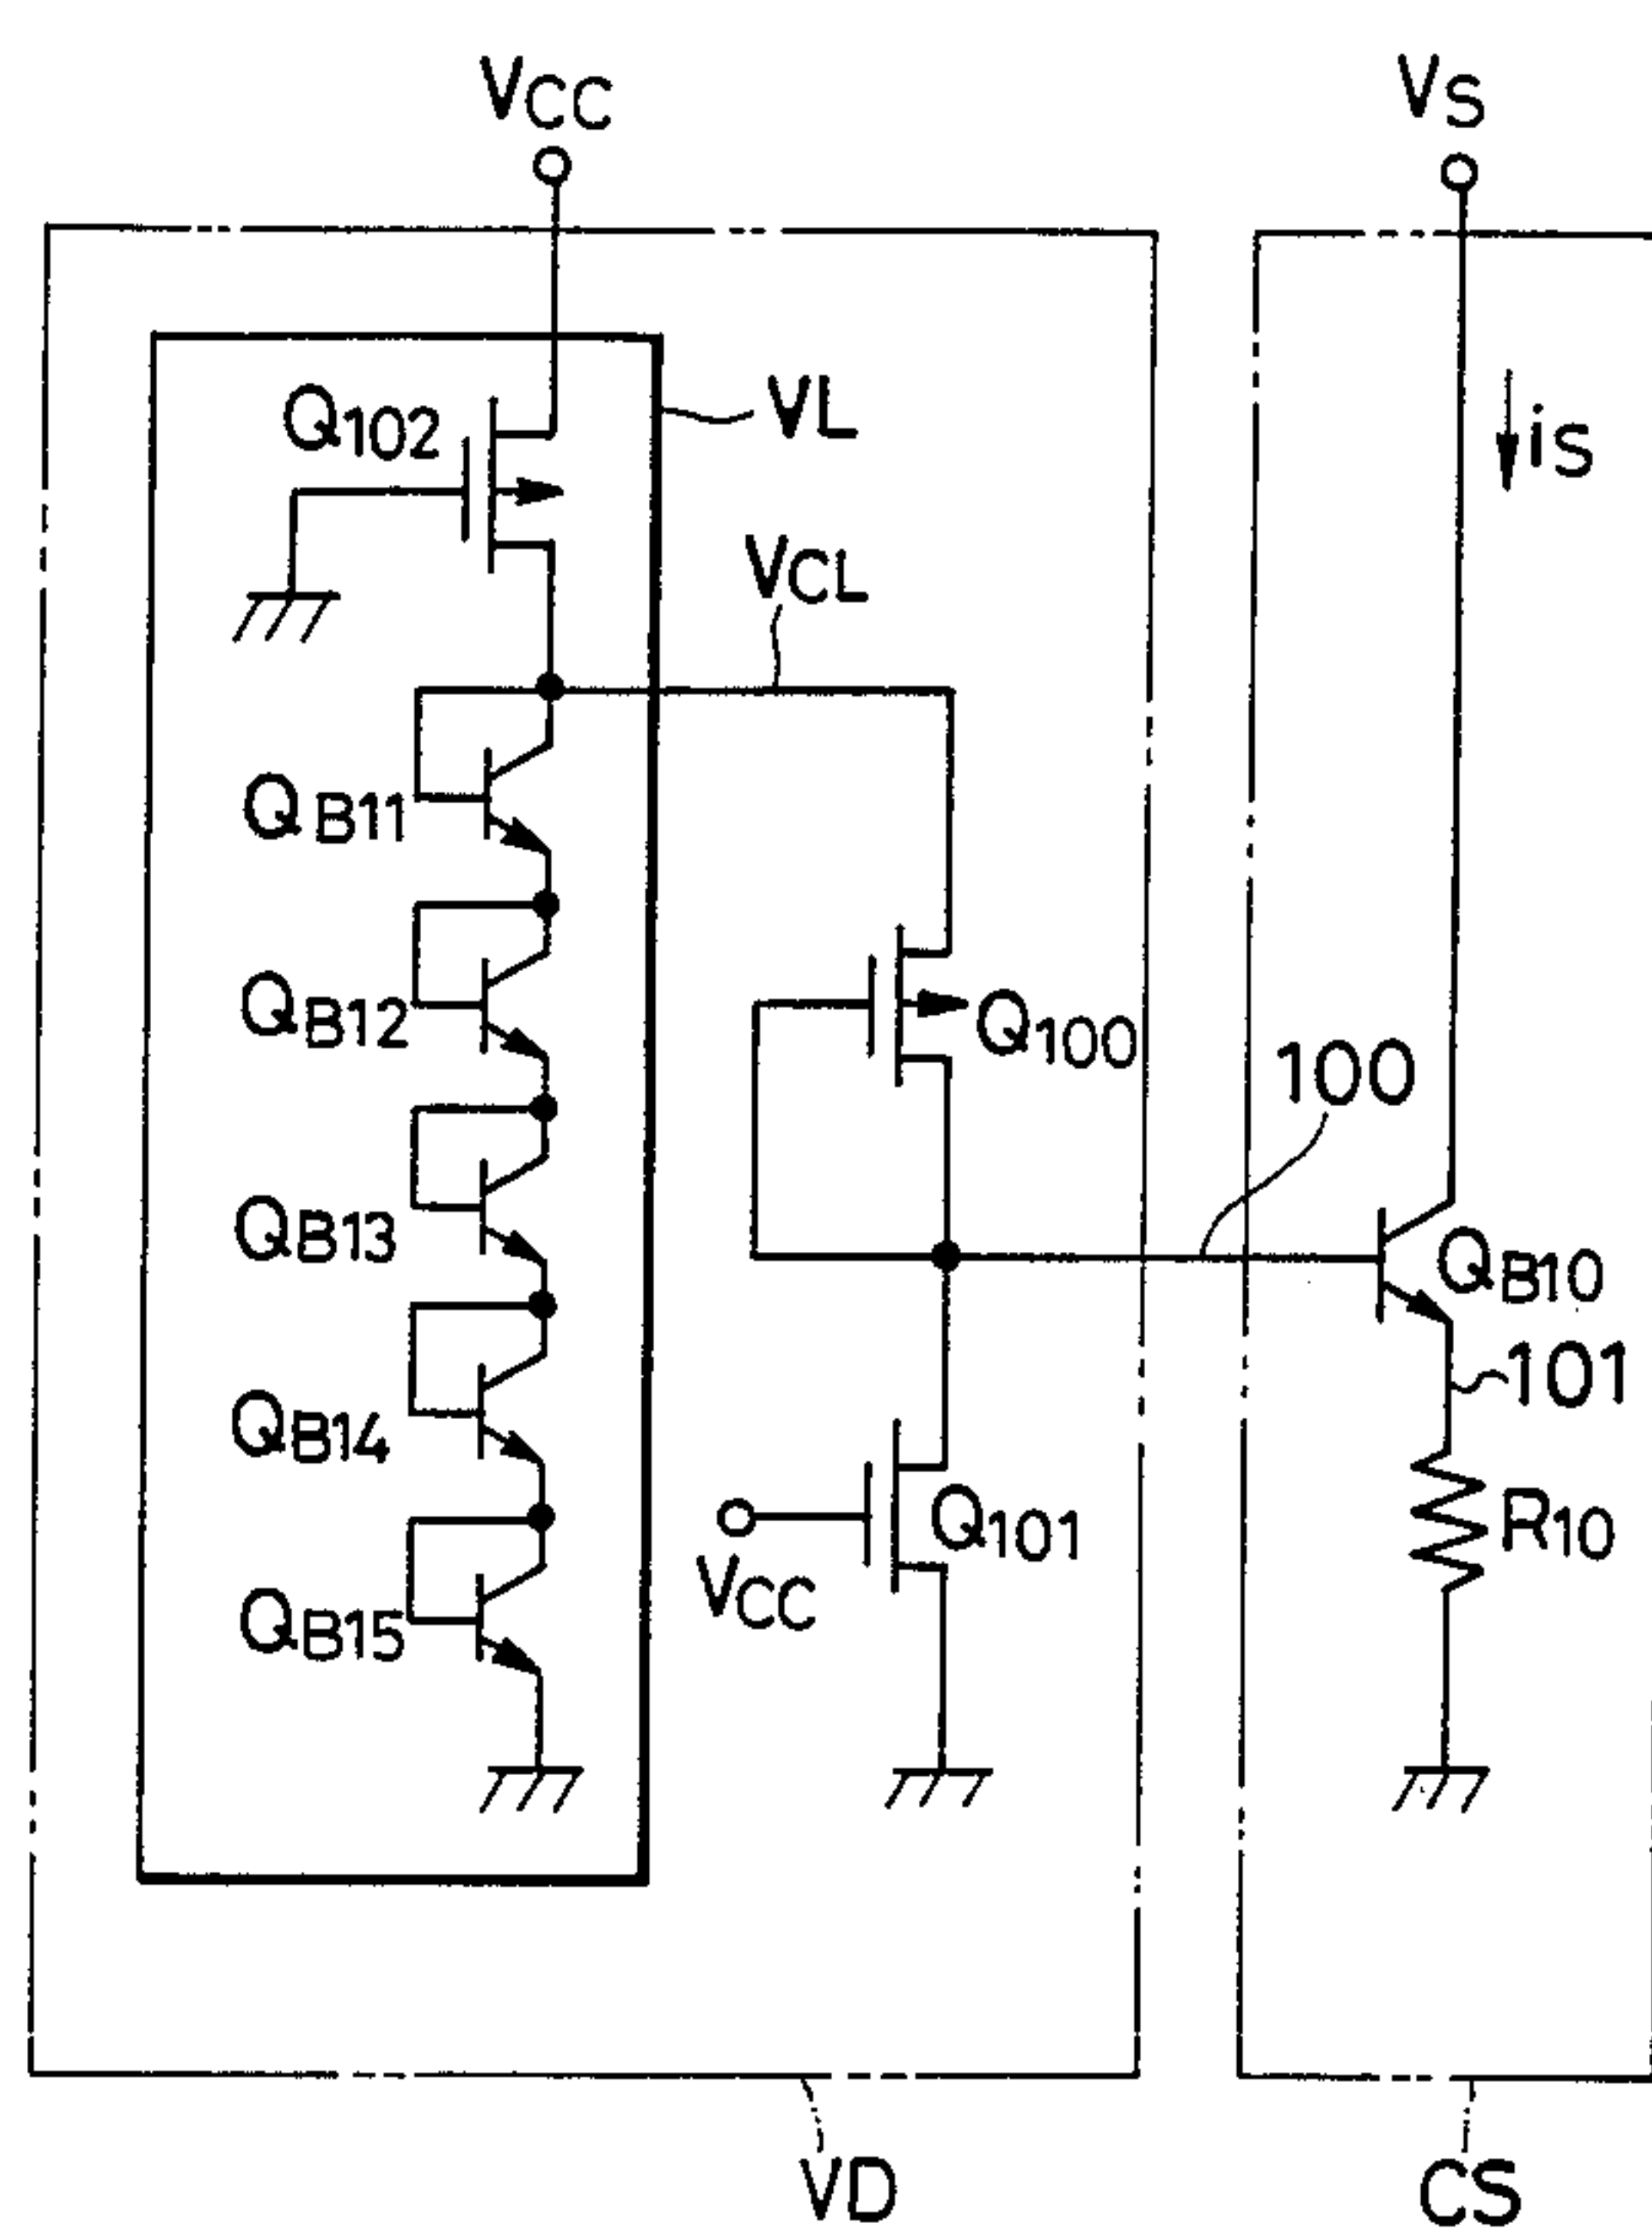 VCC
VS
Q102
VL
iS
VCL
QB11
QB12
Q100
100
QB13
QB10
101
QB14
Q101
R10
VCC
QB15
VD
CS